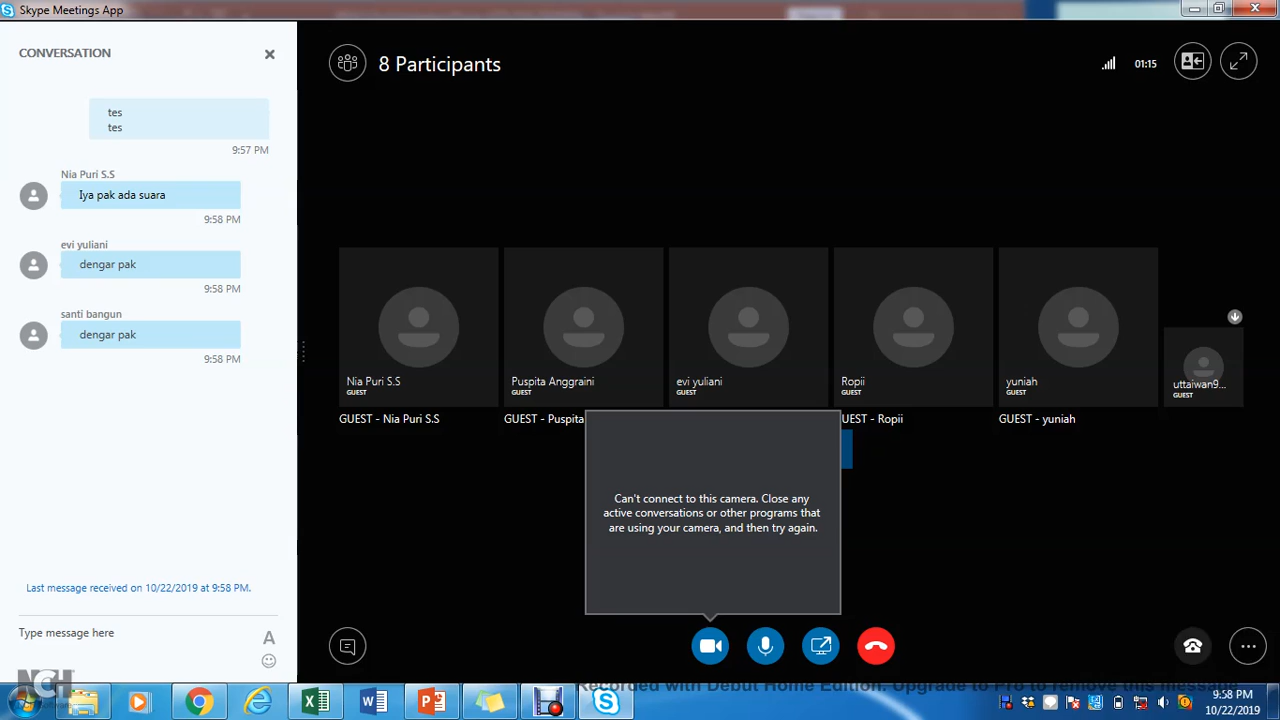 Skype Meetings App
CONVERSATION
tes
tes
9:57 PM
Nia Puri S.S
Iya pak ada suara
9:58 PM
evi yuliani
dengar pak
9:58 PM
santi bangun
dengar pak
9:58 PM
Last message received on 10/22/2019 at 9:58 PM.
Type message here
A
8 Participants
01:15
Nia Puri S.S
GUEST
Puspita Anggraini
GUEST
evi yuliani
GUEST
Ropii
GUEST
yuniah
GUEST
uttaiwan9...
GUEST
GUEST - Nia Puri S.S
GUEST - Puspita
UEST - Ropii
GUEST - yuniah
Can't connect to this camera. Close any
active conversations or other programs that
are using your camera, and then try again.
NCH
Software
Recorded with Debut Home Edition. Upgrade to Pro to remove this message
9:58 PM
10/22/2019